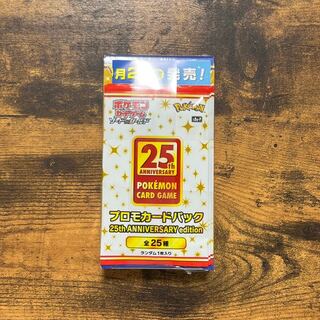 月2 発売!
ポケモン
カードゲーム
ソード&シールド
Pokémon
25th
ANNIVERSARY
POKÉMON
CARD GAME
プロモカードパック
25th ANNIVERSARY edition
全25種
ランダム1枚入り